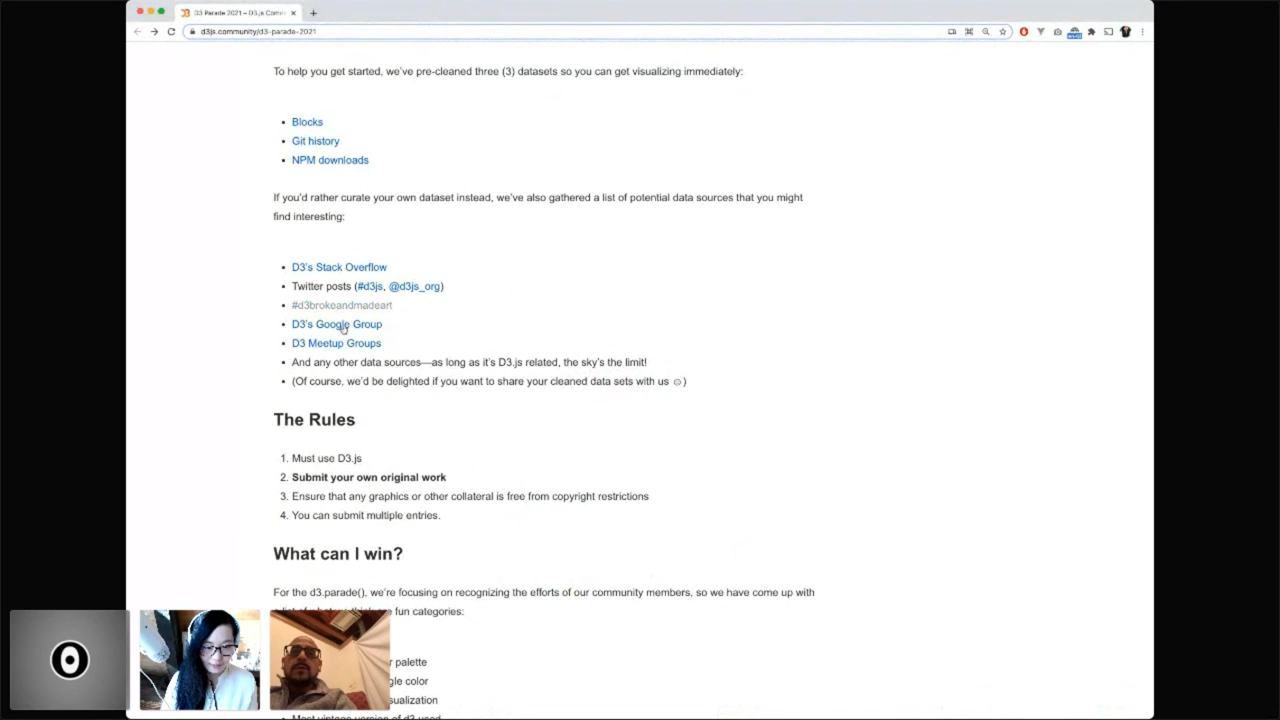 D3 Parade 2021 – D3.js Comm
d3js.community/d3-parade-2021
To help you get started, we've pre-cleaned three (3) datasets so you can get visualizing immediately:
• Blocks
• Git history
• NPM downloads
If you'd rather curate your own dataset instead, we've also gathered a list of potential data sources that you might
find interesting:
• D3's Stack Overflow
• Twitter posts (#d3js, @d3js_org)
• #d3brokeandmadeart
• D3's Google Group
• D3 Meetup Groups
• And any other data sources—as long as it's D3.js related, the sky's the limit!
• (Of course, we'd be delighted if you want to share your cleaned data sets with us ☺)
The Rules
1. Must use D3.js
2. Submit your own original work
3. Ensure that any graphics or other collateral is free from copyright restrictions
4. You can submit multiple entries.
What can I win?
For the d3.parade(), we're focusing on recognizing the efforts of our community members, so we have come up with
fun categories:
r palette
gle color
sualization
Most vintage version of d3 used